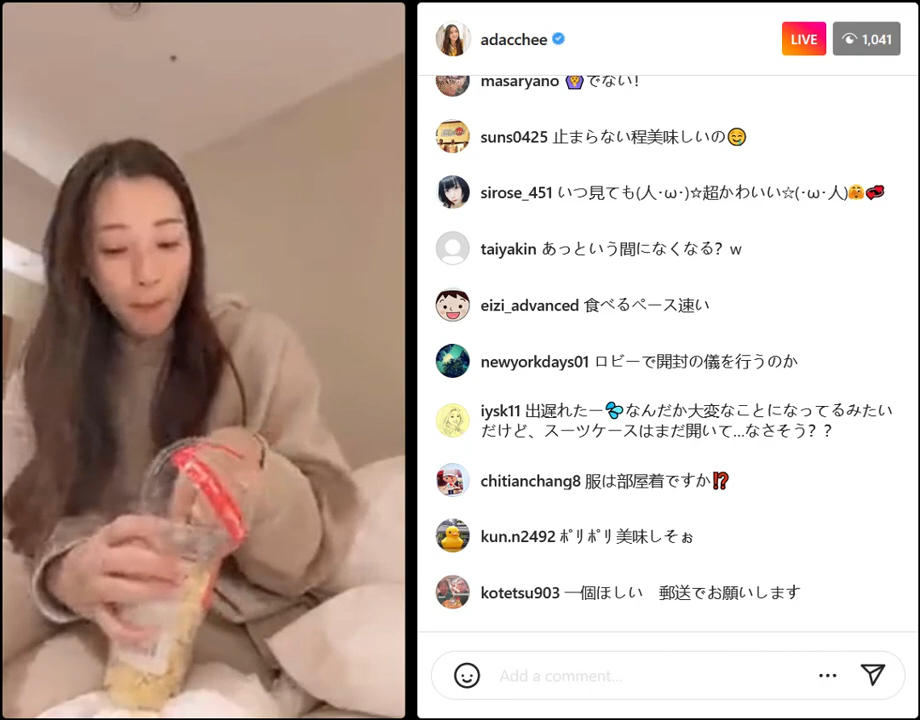 adacchee
LIVE
1,041
masaryano 🙆‍♀️でない!
suns0425 止まらない程美味しいの🤤
sirose_451 いつ見ても(人･ω･)☆超かわいい☆(･ω･人)🤗💞
taiyakin あっという間になくなる？ｗ
eizi_advanced 食べるペース速い
newyorkdays01 ロビーで開封の儀を行うのか
iysk11 出遅れたー💦なんだか大変なことになってるみたい
だけど、スーツケースはまだ開いて...なさそう？？
chitianchang8 服は部屋着ですか⁉️
kun.n2492 ﾎﾟﾘﾎﾟﾘ美味しそぉ
kotetsu903 一個ほしい　郵送でお願いします
Add a comment...